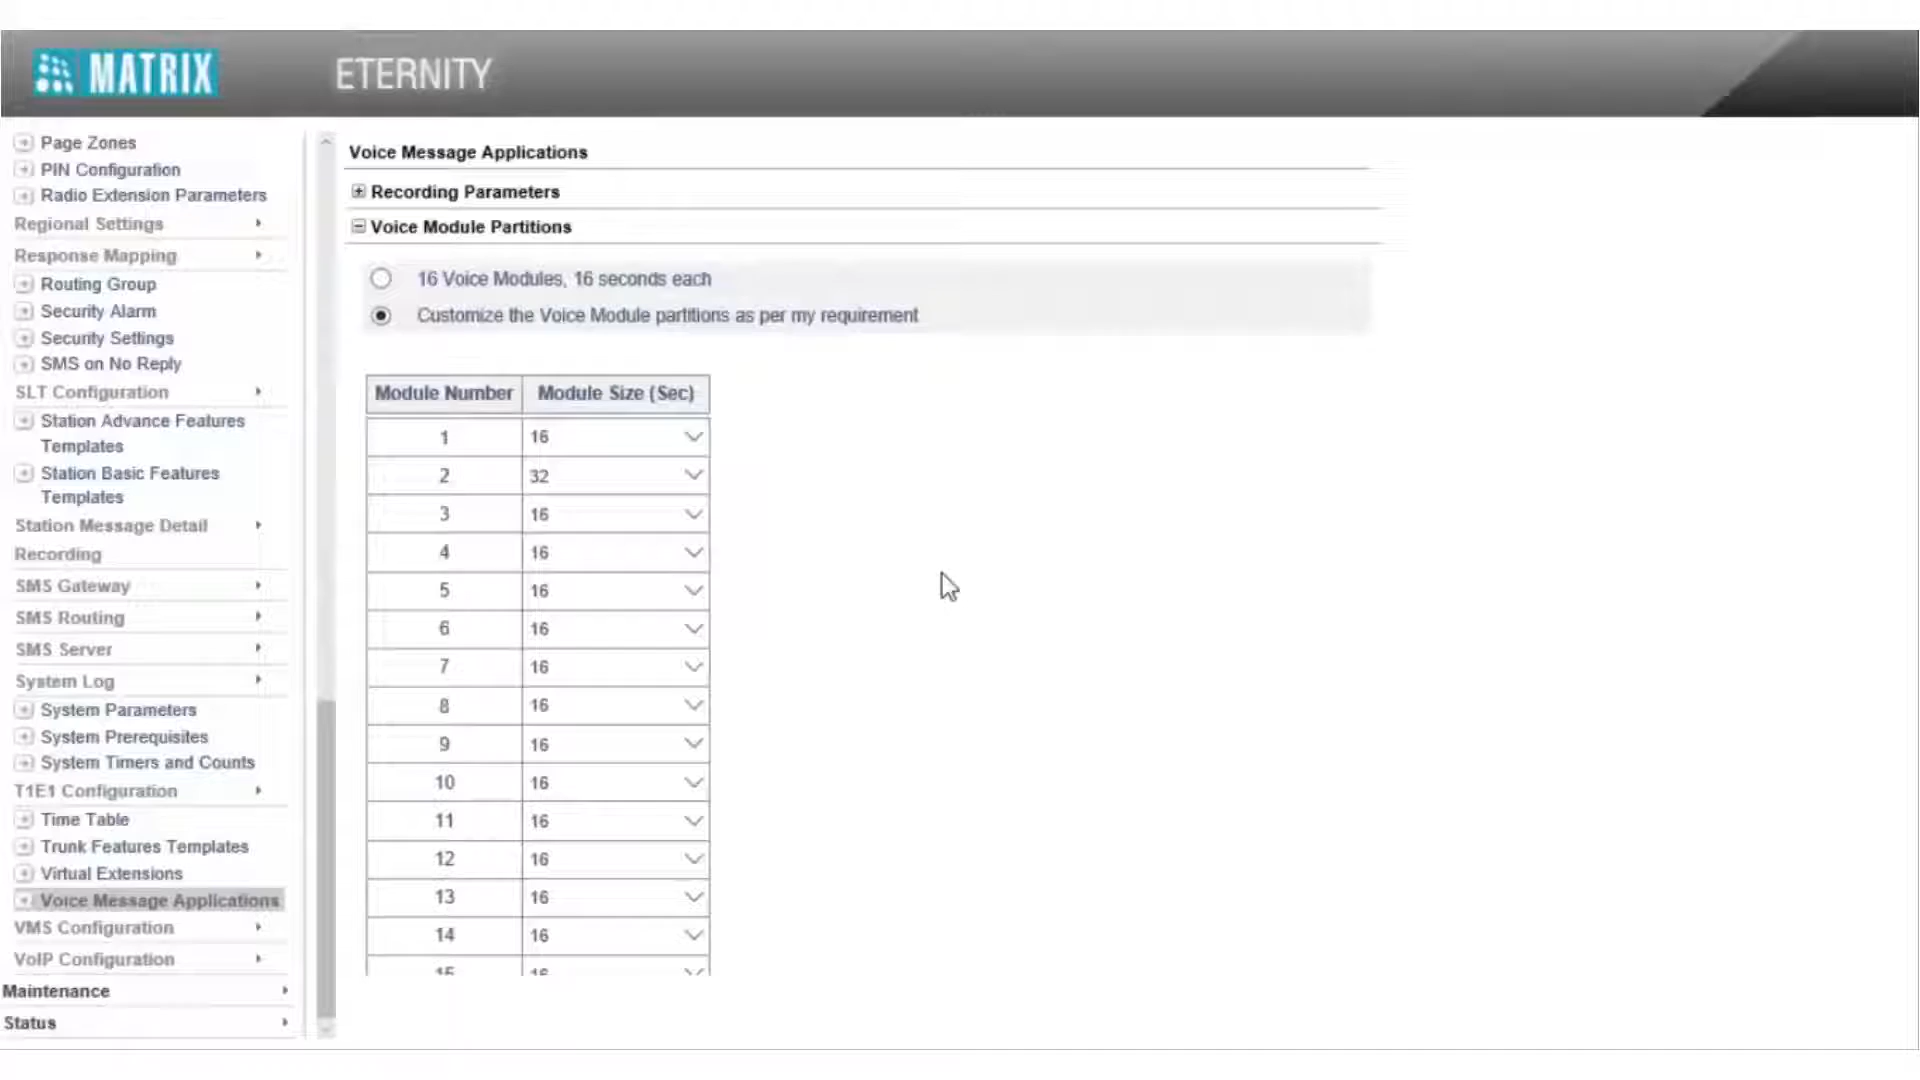 MATRIX
ETERNITY
Page Zones
PIN Configuration
Radio Extension Parameters
Regional Settings
Response Mapping
Routing Group
Security Alarm
Security Settings
SMS on No Reply
SLT Configuration
Station Advance Features
Templates
Station Basic Features
Templates
Station Message Detail
Recording
SMS Gateway
SMS Routing
SMS Server
System Log
System Parameters
System Prerequisites
System Timers and Counts
T1E1 Configuration
Time Table
Trunk Features Templates
Virtual Extensions
Voice Message Applications
VMS Configuration
VoIP Configuration
Maintenance
Status
Voice Message Applications
Recording Parameters
Voice Module Partitions
16 Voice Modules, 16 seconds each
Customize the Voice Module partitions as per my requirement
Module Number Module Size (Sec)
1 16
2 32
3 16
4 16
5 16
6 16
7 16
8 16
9 16
10 16
11 16
12 16
13 16
14 16
15 16